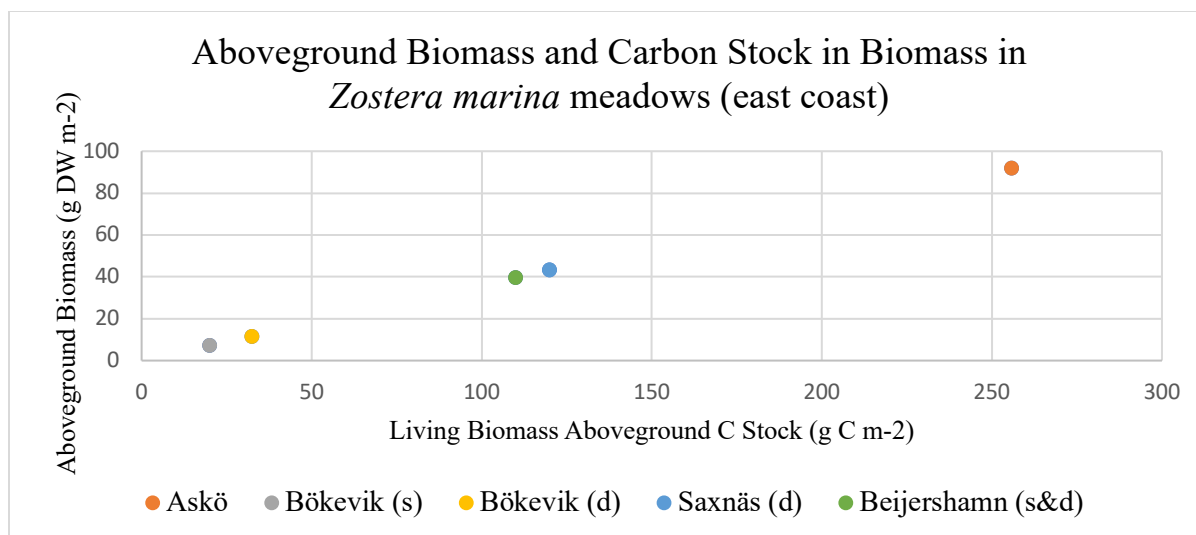 Aboveground Biomass and Carbon Stock in Biomass in
Zostera marina meadows (east coast)
Aboveground Biomass (g DW m-2)
100
80
60
40
20
0
0 50 100 150 200 250 300
Living Biomass Aboveground C Stock (g C m-2)
Askö Bökevik (s) Bökevik (d) Saxnäs (d) Beijershamn (s&d)